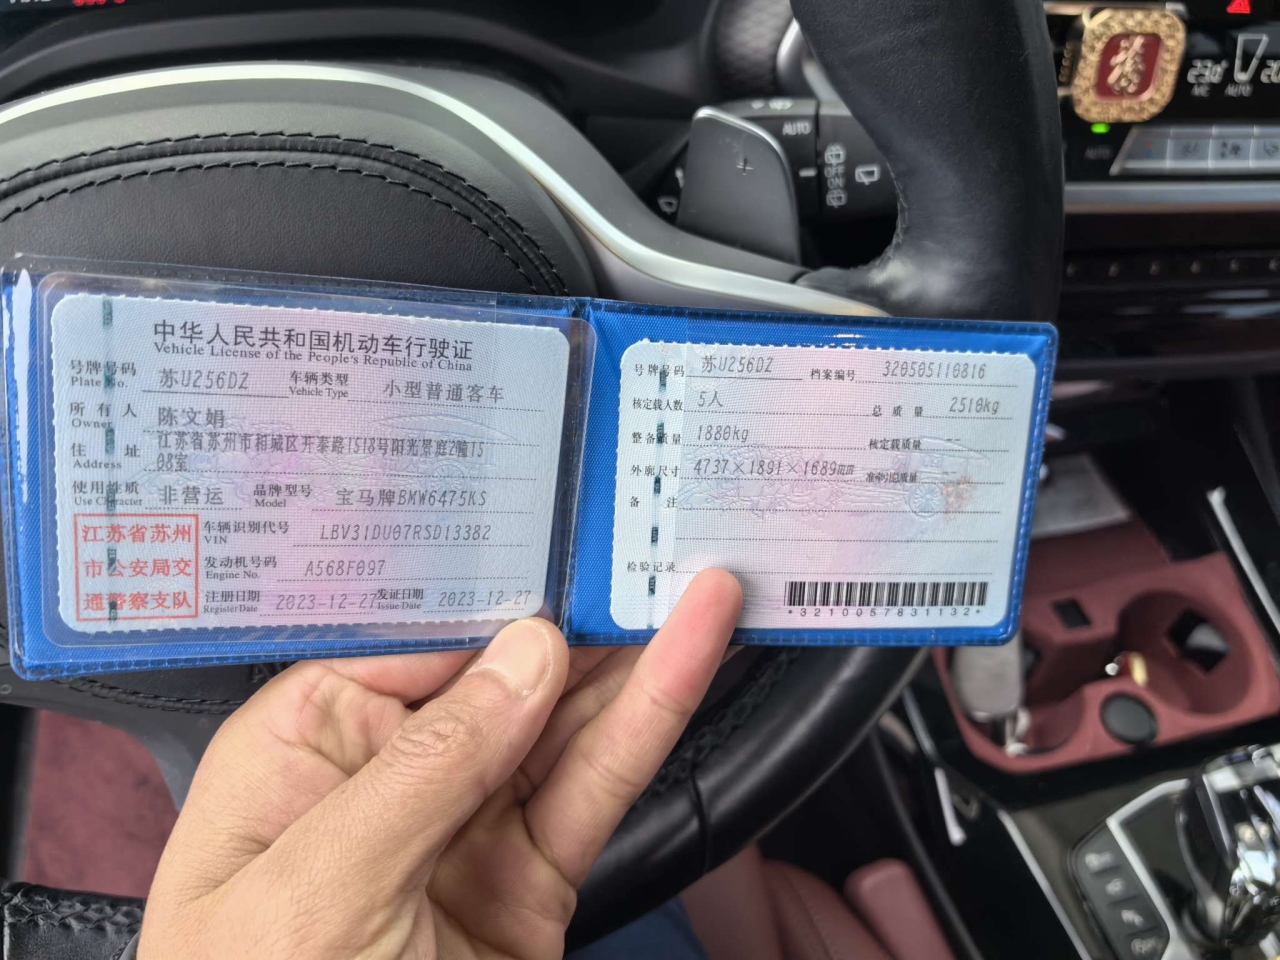 中华人民共和国机动车行驶证
Vehicle License of the People's Republic of China
号牌号码 苏U256DZ 车辆类型 小型普通客车
Plate No. Vehicle Type
所有人 陈文娟
Owner
住址 江苏省苏州市相城区开泰路1518号阳光景庭2幢15
Address 08室
使用性质 非营运 品牌型号 宝马牌BMW6475KS
Use Character Model
江苏省苏州
市公安局交
通警察支队
车辆识别代号 LBV31DU07RSD13382
VIN
发动机号码 A568F097
Engine No.
注册日期 2023-12-27 发证日期 2023-12-27
Register Date Issue Date
号牌号码 苏U256DZ 档案编号 320505110816
核定载人数 5人 总质量 2510kg
整备质量 1880kg 核定载质量 --
外廓尺寸 4737×1891×1689mm 准牵引总质量 --
备注
检验记录
*3210057831132*
AUTO
OFF
ON
23.0°
AUTO
AUTO